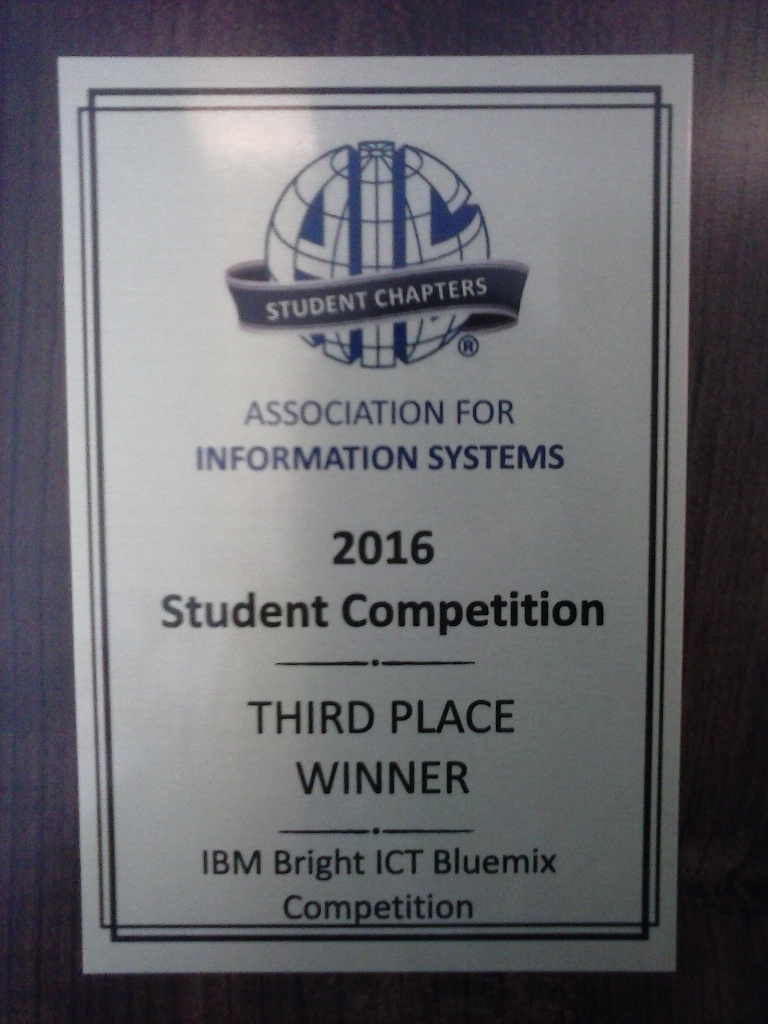 STUDENT CHAPTERS
®
ASSOCIATION FOR
INFORMATION SYSTEMS
2016
Student Competition
THIRD PLACE
WINNER
IBM Bright ICT Bluemix
Competition